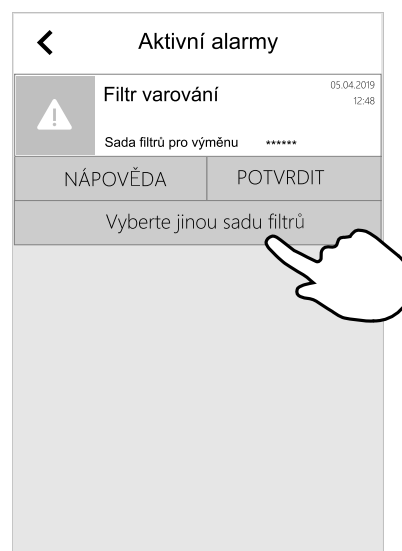 Aktivní alarmy
Filtr varování
05.04.2019
12:48
Sada filtrů pro výměnu ******
NÁPOVĚDA
POTVRDIT
Vyberte jinou sadu filtrů